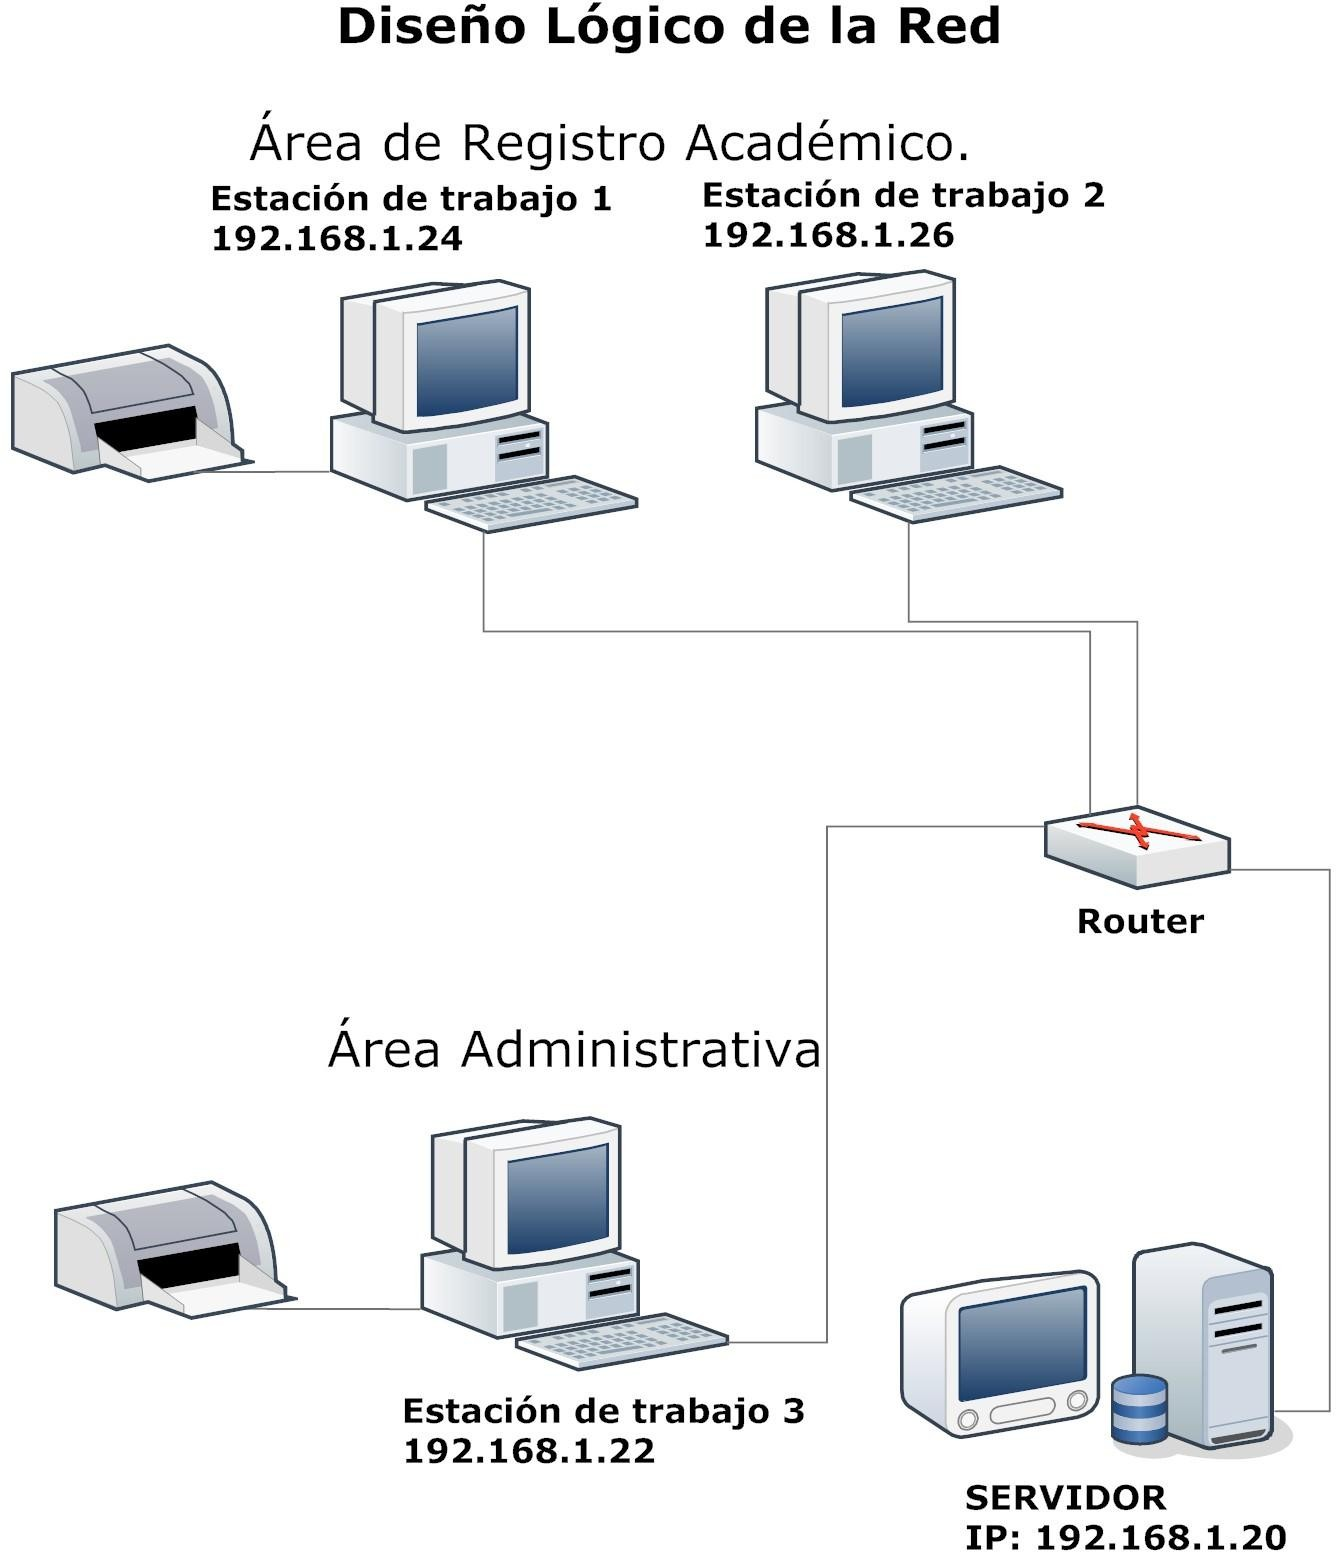 Diseño Lógico de la Red
Área de Registro Académico.
Estación de trabajo 1
192.168.1.24
Estación de trabajo 2
192.168.1.26
Router
Área Administrativa
Estación de trabajo 3
192.168.1.22
SERVIDOR
IP: 192.168.1.20